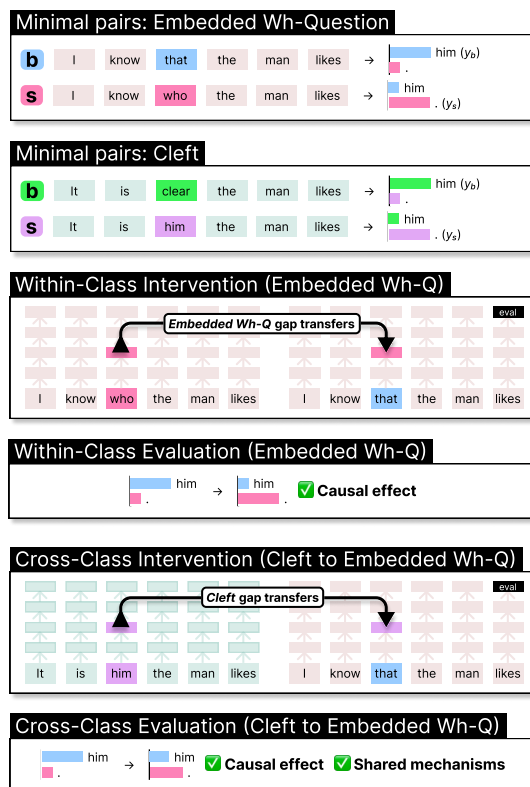 Minimal pairs: Embedded Wh-Question
b I know that the man likes → him (y_b)
.
s I know who the man likes → him
. (y_s)
Minimal pairs: Cleft
b It is clear the man likes → him (y_b)
.
s It is him the man likes → him
. (y_s)
Within-Class Intervention (Embedded Wh-Q)
eval
Embedded Wh-Q gap transfers
I know who the man likes I know that the man likes
Within-Class Evaluation (Embedded Wh-Q)
him → him ✅ Causal effect
. .
Cross-Class Intervention (Cleft to Embedded Wh-Q)
eval
Cleft gap transfers
It is him the man likes I know that the man likes
Cross-Class Evaluation (Cleft to Embedded Wh-Q)
him → him ✅ Causal effect ✅ Shared mechanisms
. .